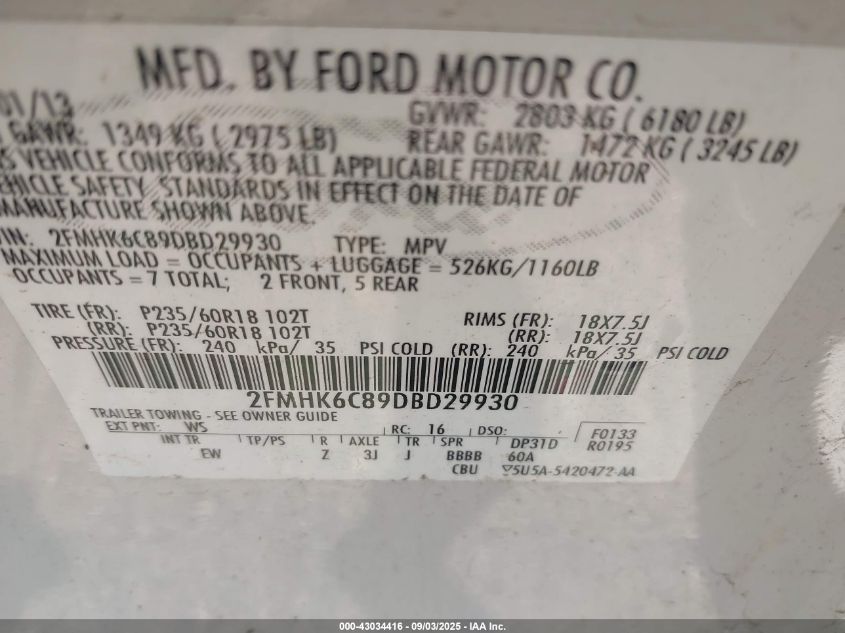 MFD. BY FORD MOTOR CO.
01/13 GVWR: 2803 KG ( 6180 LB)
GAWR: 1349 KG ( 2975 LB) REAR GAWR: 1472 KG ( 3245 LB)
S VEHICLE CONFORMS TO ALL APPLICABLE FEDERAL MOTOR
EHICLE SAFETY STANDARDS IN EFFECT ON THE DATE OF
MANUFACTURE SHOWN ABOVE
IN: 2FMHK6C89DBD29930 TYPE: MPV
MAXIMUM LOAD = OCCUPANTS + LUGGAGE = 526KG/1160LB
OCCUPANTS = 7 TOTAL; 2 FRONT, 5 REAR
TIRE (FR): P235/60R18 102T RIMS (FR): 18X7.5J
(RR): P235/60R18 102T (RR): 18X7.5J
PRESSURE (FR): 240 kPa/ 35 PSI COLD (RR): 240 kPa/ 35 PSI COLD
2FMHK6C89DBD29930
TRAILER TOWING - SEE OWNER GUIDE
EXT PNT: WS RC: 16 DSO: F0133
INT TR TP/PS R AXLE TR SPR DP31D R0195
EW Z 3J J BBBB 60A
CBU 5U5A-5420472-AA
000-43034416 - 09/03/2025 - IAA Inc.